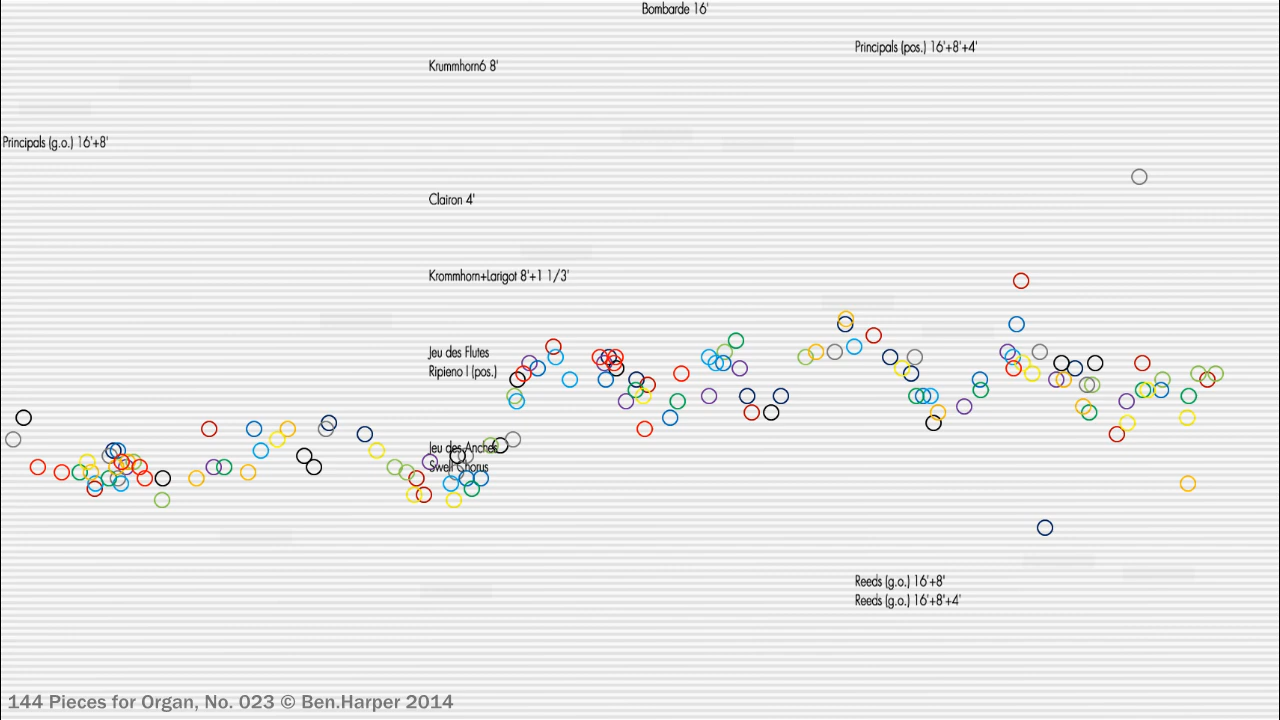 Bombarde 16'
Principals (pos.) 16'+8'+4'
Krummhorn6 8'
Principals (g.o.) 16'+8'
Clairon 4'
Krommhorn+Larigot 8'+1 1/3'
Jeu des Flutes
Ripieno I (pos.)
Jeu des Anches
Swell Chorus
Reeds (g.o.) 16'+8'
Reeds (g.o.) 16'+8'+4'
144 Pieces for Organ, No. 023 © Ben.Harper 2014